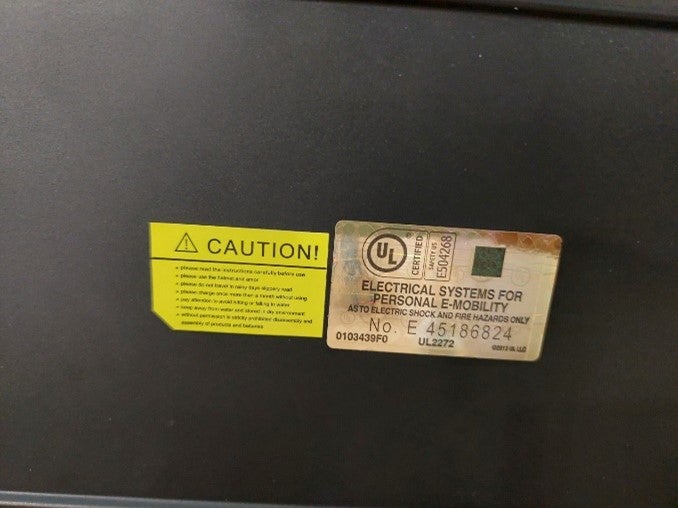 CAUTION!
please read the instructions carefully before use
please use the helmet and armor
please do not travel in rainy days slippery road
please charge once more than a month without using
pay attention to avoid hitting or falling in water
keep away from water and stored in dry environment
without permission is strictly prohibited disassembly and
assembly of products and batteries
UL
®
CERTIFIED
SAFETY US
E504268
ELECTRICAL SYSTEMS FOR
PERSONAL E-MOBILITY
AS TO ELECTRIC SHOCK AND FIRE HAZARDS ONLY
No. E 45186824
0103439F0
UL2272
©2013 UL LLC